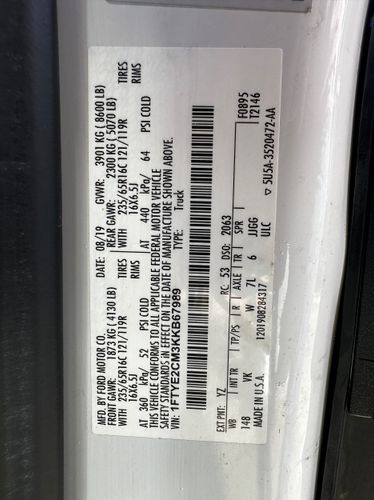 MFD. BY FORD MOTOR CO.
DATE: 08/19 GVWR: 3901 KG ( 8600 LB)
FRONT GAWR: 1873 KG ( 4130 LB) REAR GAWR: 2300 KG ( 5070 LB)
WITH 235/65R16C 121/119R TIRES WITH 235/65R16C 121/119R TIRES
16X6.5J RIMS 16X6.5J RIMS
AT 360 kPa/ 52 PSI COLD AT 440 kPa/ 64 PSI COLD
THIS VEHICLE CONFORMS TO ALL APPLICABLE FEDERAL MOTOR VEHICLE
STANDARDS IN EFFECT ON THE DATE OF MANUFACTURE SHOWN ABOVE.
VIN: 1FTYE2CM3KKB67989
TYPE: Truck
F0895
T2146
EXT PNT: YZ RC: 53 DSO: 2063
WB INT TR TP/PS R AXLE TR SPR
148 VK W 7L 6 JJGG
MADE IN U.S.A. 1201908284317 ULC
5U5A-3520472-AA